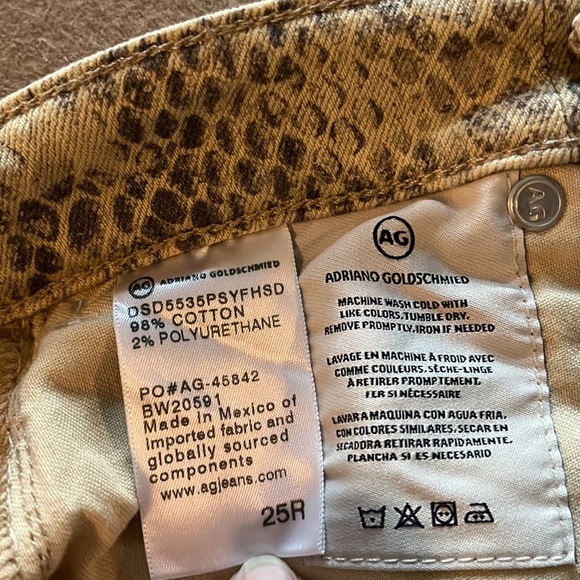 AG ADRIANO GOLDSCHMIED
DSD5535PSYFHSD
98% COTTON
2% POLYURETHANE
PO#AG-45842
BW20591
Made In Mexico of
Imported fabric and
globally sourced
components
www.agjeans.com
25R
AG
ADRIANO GOLDSCHMIED
MACHINE WASH COLD WITH
LIKE COLORS. TUMBLE DRY.
REMOVE PROMPTLY. IRON IF NEEDED
LAVAGE EN MACHINE À FROID AVEC
COMME COULEURS. SÈCHE-LINGE
À RETIRER PROMPTEMENT.
FER SI NÉCESSAIRE
LAVAR A MAQUINA CON AGUA FRIA,
CON COLORES SIMILARES. SECAR EN
SECADORA RETIRAR RAPIDAMENTE.
PLANCHA SI ES NECESSARIO
AG